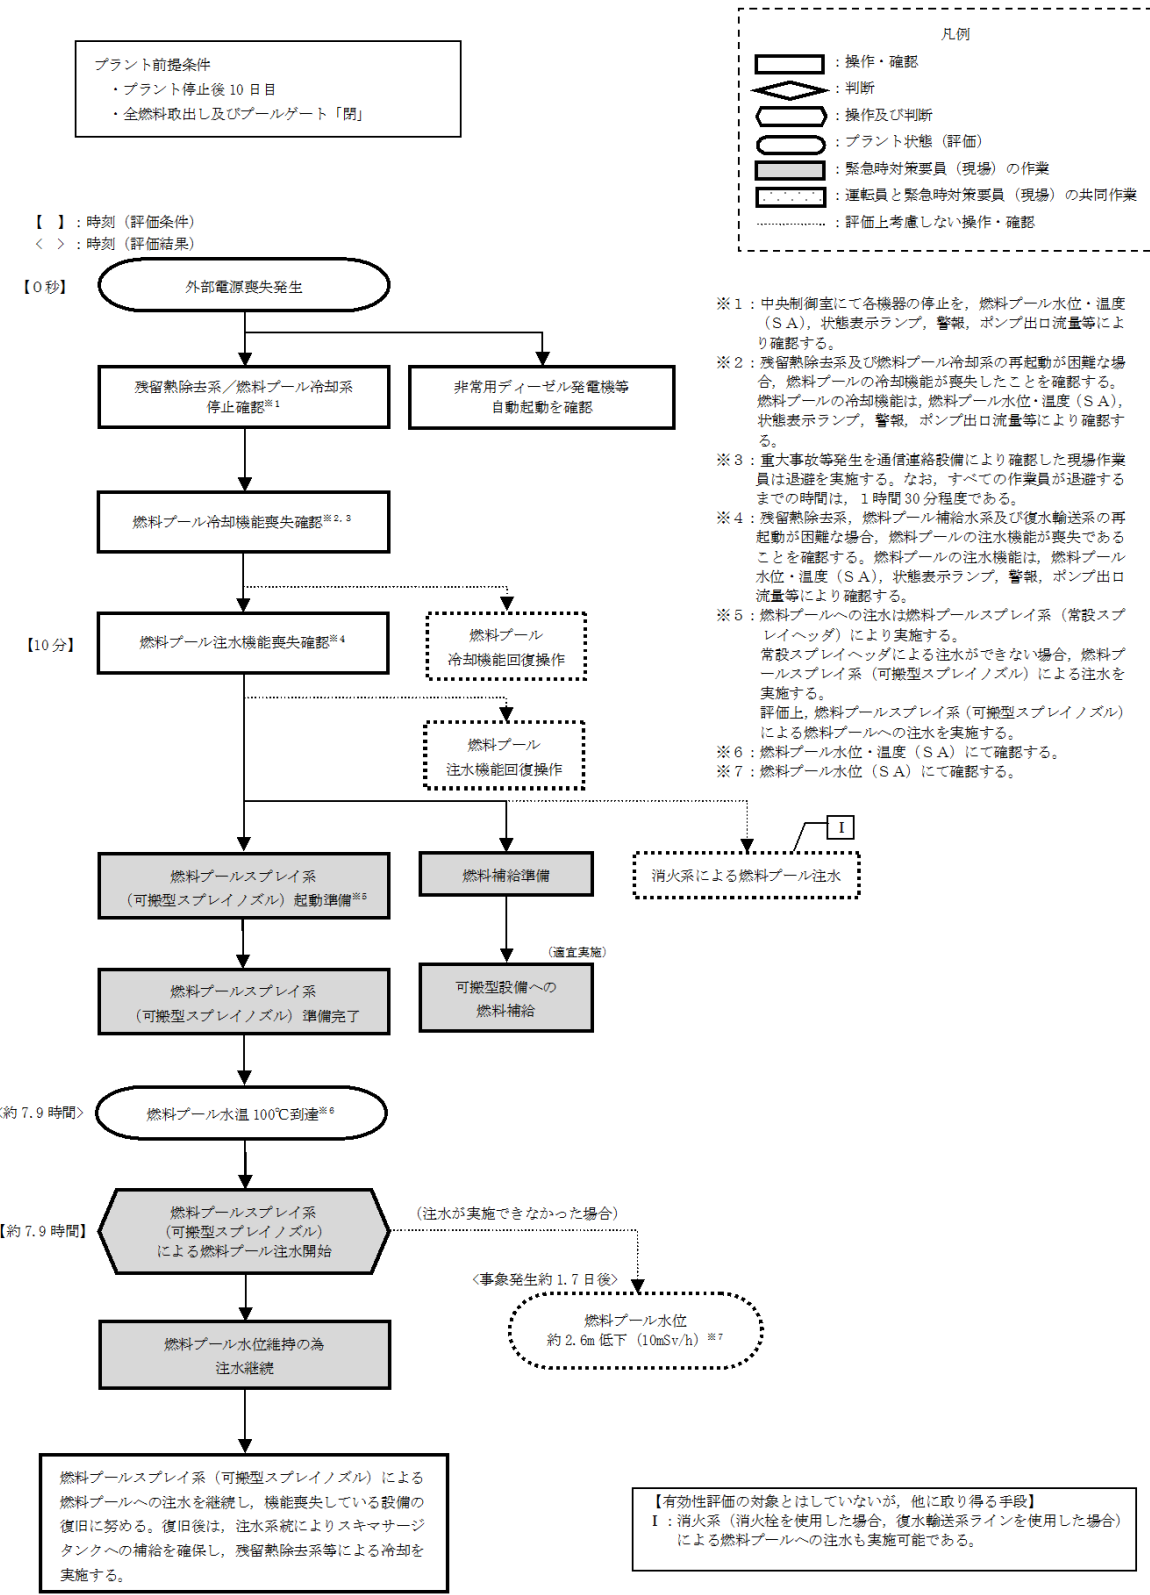 プラント前提条件
・プラント停止後 10 日目
・全燃料取出し及びプールゲート「閉」
凡例
：操作・確認
：判断
：操作及び判断
：プラント状態（評価）
：緊急時対策要員（現場）の作業
：運転員と緊急時対策要員（現場）の共同作業
：評価上考慮しない操作・確認
【　】：時刻（評価条件）
＜　＞：時刻（評価結果）
【０秒】
外部電源喪失発生
残留熱除去系／燃料プール冷却系
停止確認※1
非常用ディーゼル発電機等
自動起動を確認
燃料プール冷却機能喪失確認※2, 3
【10 分】
燃料プール注水機能喪失確認※4
燃料プール
冷却機能回復操作
燃料プール
注水機能回復操作
燃料プールスプレイ系
（可搬型スプレイノズル）起動準備※5
燃料補給準備
消火系による燃料プール注水
Ⅰ
燃料プールスプレイ系
（可搬型スプレイノズル）準備完了
（適宜実施）
可搬型設備への
燃料補給
〈約 7.9 時間〉
燃料プール水温 100℃到達※6
【約 7.9 時間】
燃料プールスプレイ系
（可搬型スプレイノズル）
による燃料プール注水開始
（注水が実施できなかった場合）
〈事象発生約 1.7 日後〉
燃料プール水位
約 2.6m 低下（10mSv/h）※7
燃料プール水位維持の為
注水継続
燃料プールスプレイ系（可搬型スプレイノズル）による
燃料プールへの注水を継続し，機能喪失している設備の
復旧に努める。復旧後は，注水系統によりスキマサージ
タンクへの補給を確保し，残留熱除去系等による冷却を
実施する。
※１：中央制御室にて各機器の停止を，燃料プール水位・温度
（ＳＡ），状態表示ランプ，警報，ポンプ出口流量等によ
り確認する。
※２：残留熱除去系及び燃料プール冷却系の再起動が困難な場
合，燃料プールの冷却機能が喪失したことを確認する。
燃料プールの冷却機能は，燃料プール水位・温度（ＳＡ），
状態表示ランプ，警報，ポンプ出口流量等により確認す
る。
※３：重大事故等発生を通信連絡設備により確認した現場作業
員は退避を実施する。なお，すべての作業員が退避する
までの時間は，１時間 30 分程度である。
※４：残留熱除去系，燃料プール補給水系及び復水輸送系の再
起動が困難な場合，燃料プールの注水機能が喪失である
ことを確認する。燃料プールの注水機能は，燃料プール
水位・温度（ＳＡ），状態表示ランプ，警報，ポンプ出口
流量等により確認する。
※５：燃料プールへの注水は燃料プールスプレイ系（常設スプ
レイヘッダ）により実施する。
常設スプレイヘッダによる注水ができない場合，燃料プ
ールスプレイ系（可搬型スプレイノズル）による注水を
実施する。
評価上，燃料プールスプレイ系（可搬型スプレイノズル）
による燃料プールへの注水を実施する。
※６：燃料プール水位・温度（ＳＡ）にて確認する。
※７：燃料プール水位（ＳＡ）にて確認する。
【有効性評価の対象とはしていないが，他に取り得る手段】
Ⅰ：消火系（消火栓を使用した場合，復水輸送系ラインを使用した場合）
による燃料プールへの注水も実施可能である。